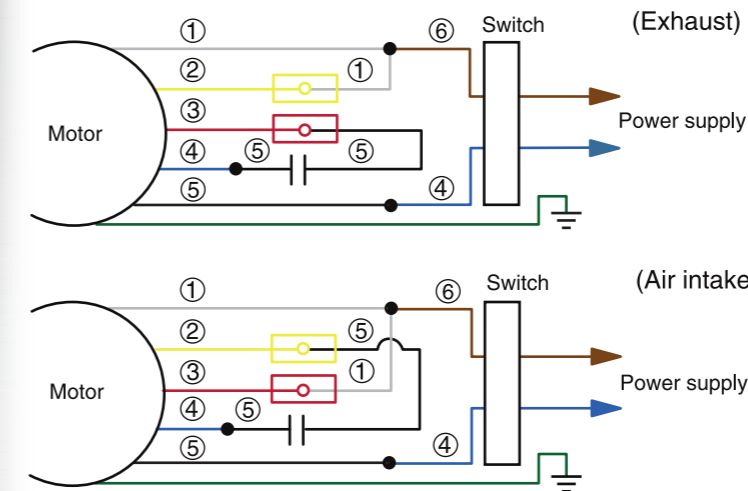 ① ⑥ Switch (Exhaust)
② ①
③
Motor Power supply
④ ⑤ ⑤
⑤ ④
① ⑥ Switch (Air intake
② ⑤
③ ①
Motor Power supply
④ ⑤
⑤ ④